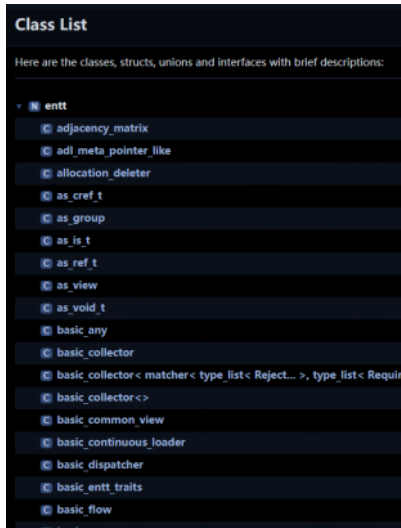 Class List
Here are the classes, structs, unions and interfaces with brief descriptions:
N entt
C adjacency_matrix
C adl_meta_pointer_like
C allocation_deleter
C as_cref_t
C as_group
C as_is_t
C as_ref_t
C as_view
C as_void_t
C basic_any
C basic_collector
C basic_collector< matcher< type_list< Reject... >, type_list< Requir
C basic_collector<>
C basic_common_view
C basic_continuous_loader
C basic_dispatcher
C basic_entt_traits
C basic_flow